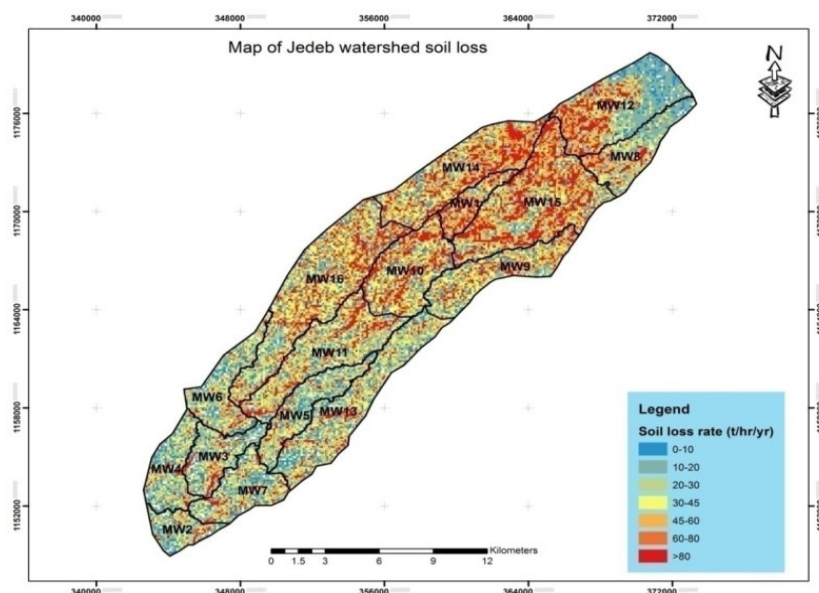 340000 348000 356000 364000 372000
Map of Jedeb watershed soil loss
N
1176000
1170000
1164000
1158000
1152000
MW12
MW8
MW14
MW1
MW15
MW9
MW10
MW16
MW11
MW6
MW5
MW13
MW3
MW4
MW7
MW2
Legend
Soil loss rate (t/hr/yr)
0-10
10-20
20-30
30-45
45-60
60-80
>80
Kilometers
0 1.5 3 6 9 12
340000 348000 356000 364000 372000